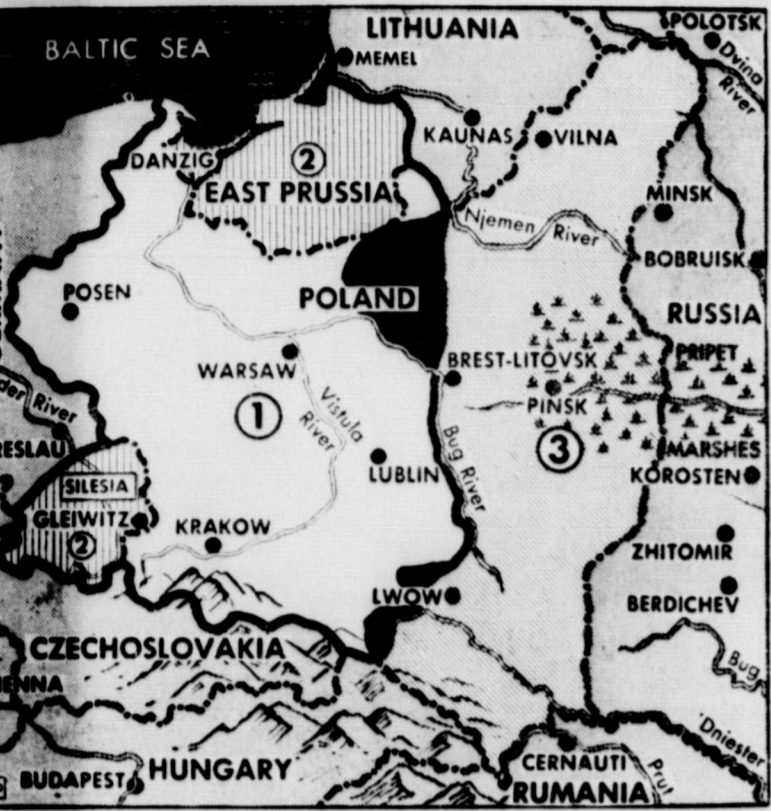 BALTIC SEA
LITHUANIA
POLOTSK
Dvina
River
MEMEL
KAUNAS
VILNA
DANZIG
2
EAST PRUSSIA
MINSK
Njemen River
BOBRUISK
POSEN
POLAND
RUSSIA
WARSAW
BREST-LITOVSK
PRIPET
River
1
Vistula
River
PINSK
3
MARSHES
LUBLIN
Bug River
KOROSTEN
SILESIA
GLEIWITZ
2
KRAKOW
ZHITOMIR
LWOW
BERDICHEV
CZECHOSLOVAKIA
Bug
Dniester
BUDAPEST
HUNGARY
CERNAUTI
Prut
RUMANIA